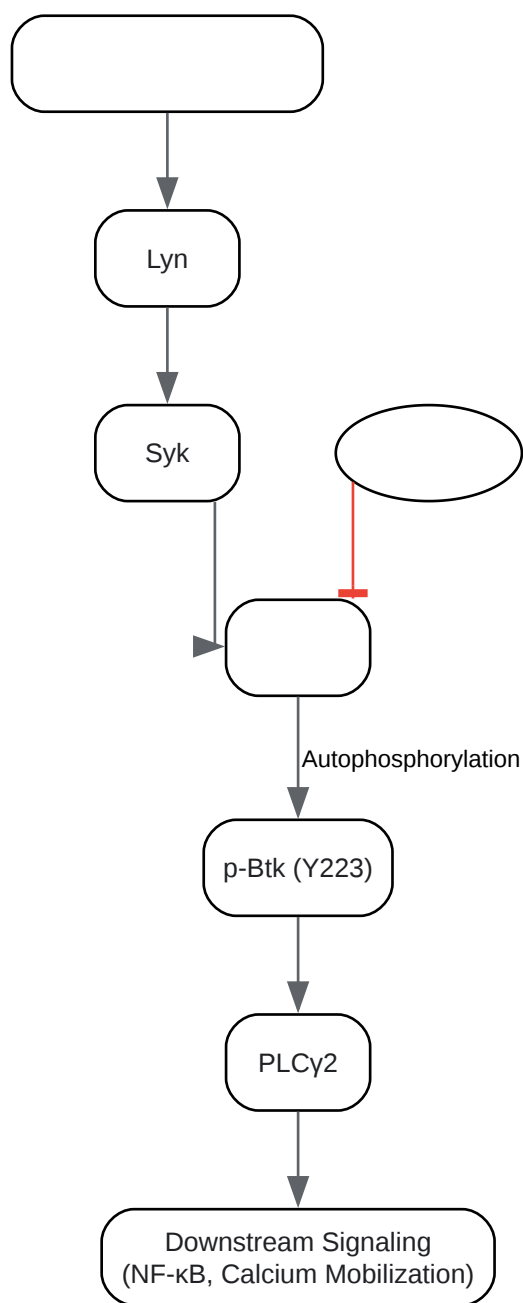 Lyn
Syk
Autophosphorylation
p-Btk (Y223)
PLCγ2
Downstream Signaling
(NF-κB, Calcium Mobilization)